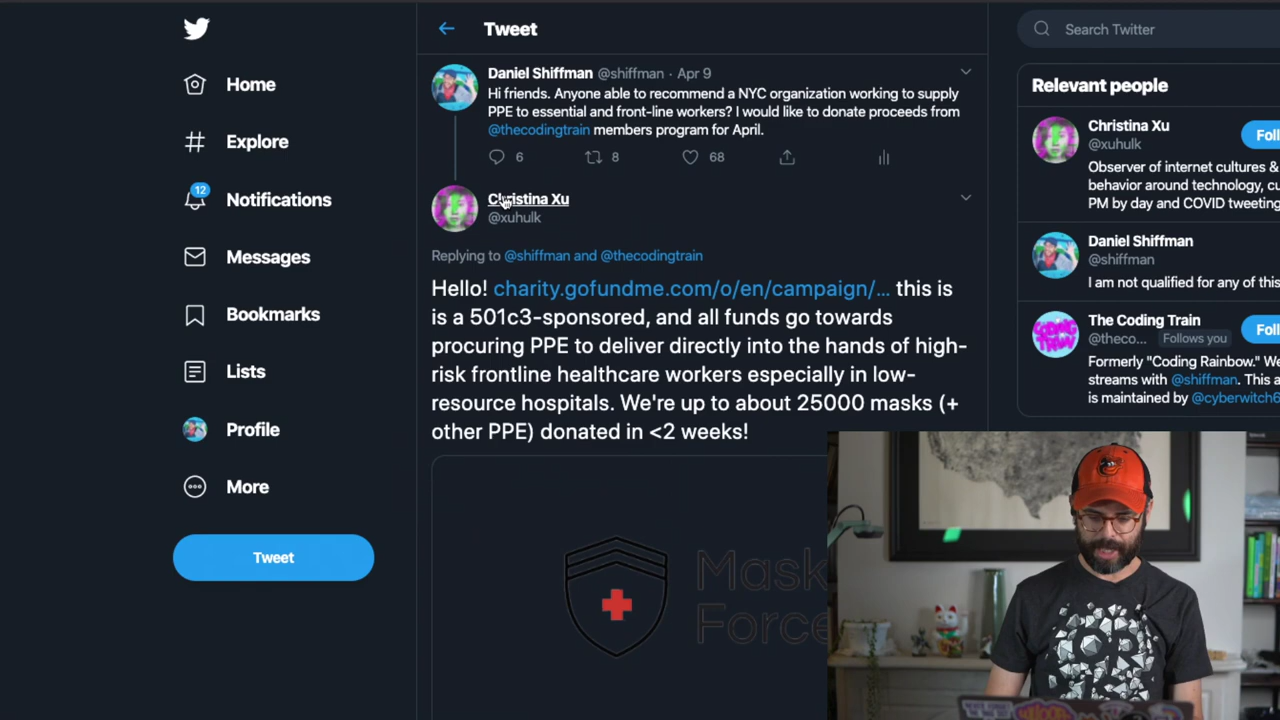 Tweet
Search Twitter
Home
Explore
12
Notifications
Messages
Bookmarks
Lists
Profile
More
Tweet
Daniel Shiffman @shiffman · Apr 9
Hi friends. Anyone able to recommend a NYC organization working to supply
PPE to essential and front-line workers? I would like to donate proceeds from
@thecodingtrain members program for April.
6
8
68
Christina Xu
@xuhulk
Replying to @shiffman and @thecodingtrain
Hello! charity.gofundme.com/o/en/campaign/… this is
is a 501c3-sponsored, and all funds go towards
procuring PPE to deliver directly into the hands of high-
risk frontline healthcare workers especially in low-
resource hospitals. We're up to about 25000 masks (+
other PPE) donated in <2 weeks!
Mask
Force
Relevant people
Christina Xu
@xuhulk
Foll
Observer of internet cultures &
behavior around technology, cu
PM by day and COVID tweeting
Daniel Shiffman
@shiffman
I am not qualified for any of this
The Coding Train
@theco... Follows you
Foll
Formerly "Coding Rainbow." We
streams with @shiffman. This a
is maintained by @cyberwitch6